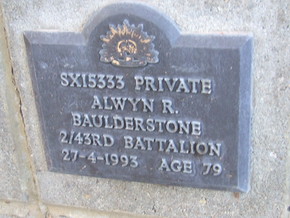 SX15333 PRIVATE
ALWYN R.
BAULDERSTONE
2/43RD BATTALION
27-4-1993 AGE 79